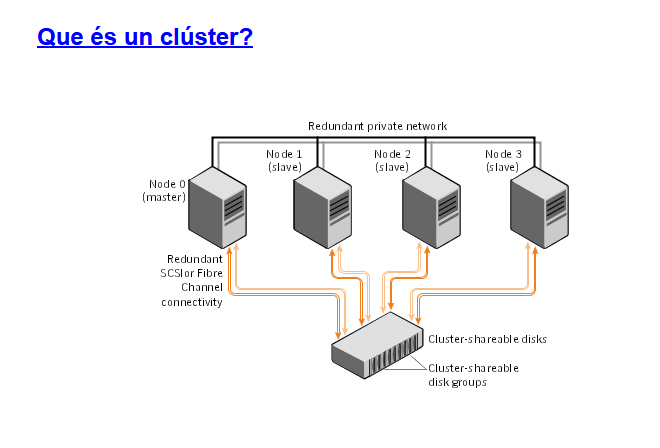 Que és un clúster?
Redundant private network
Node 0
(master)
Node 1
(slave)
Node 2
(slave)
Node 3
(slave)
Redundant
SCSIor Fibre
Channel
connectivity
Cluster-shareable disks
Cluster-shareable
disk groups